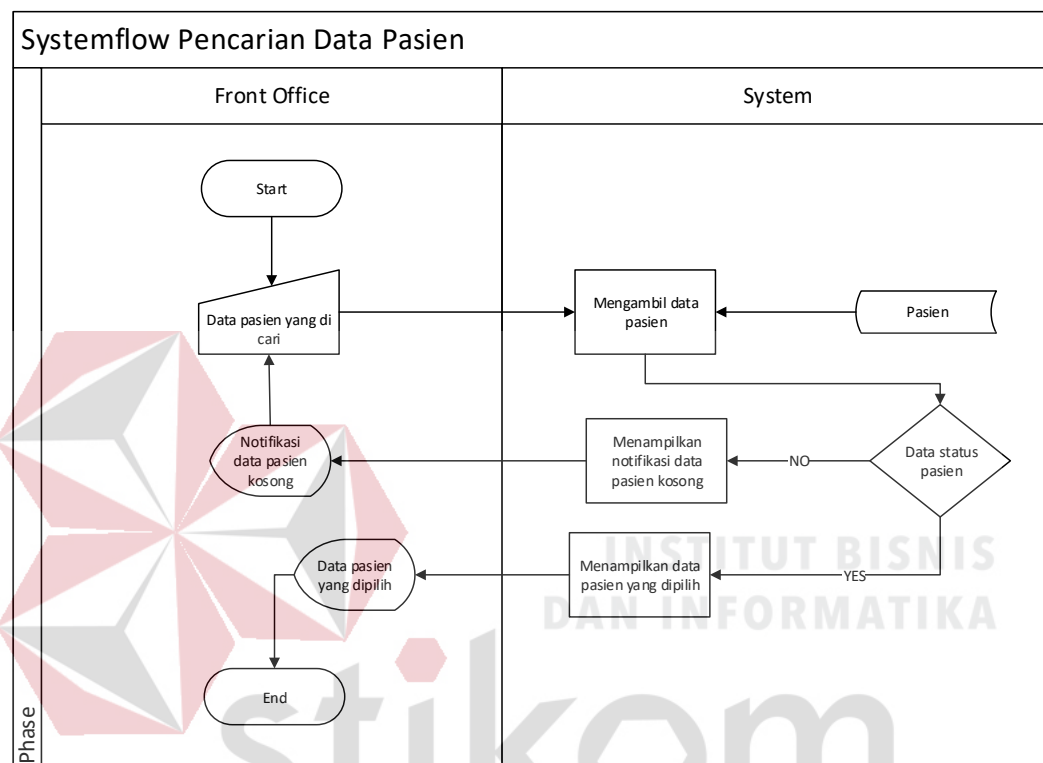 Systemflow Pencarian Data Pasien
Front Office
System
Start
Data pasien yang di
cari
Mengambil data
pasien
Pasien
Notifikasi
data pasien
kosong
Menampilkan
notifikasi data
pasien kosong
NO
Data status
pasien
INSTITUT BISNIS
DAN INFORMATIKA
Data pasien
yang dipilih
Menampilkan data
pasien yang dipilih
YES
End
stikom
Phase